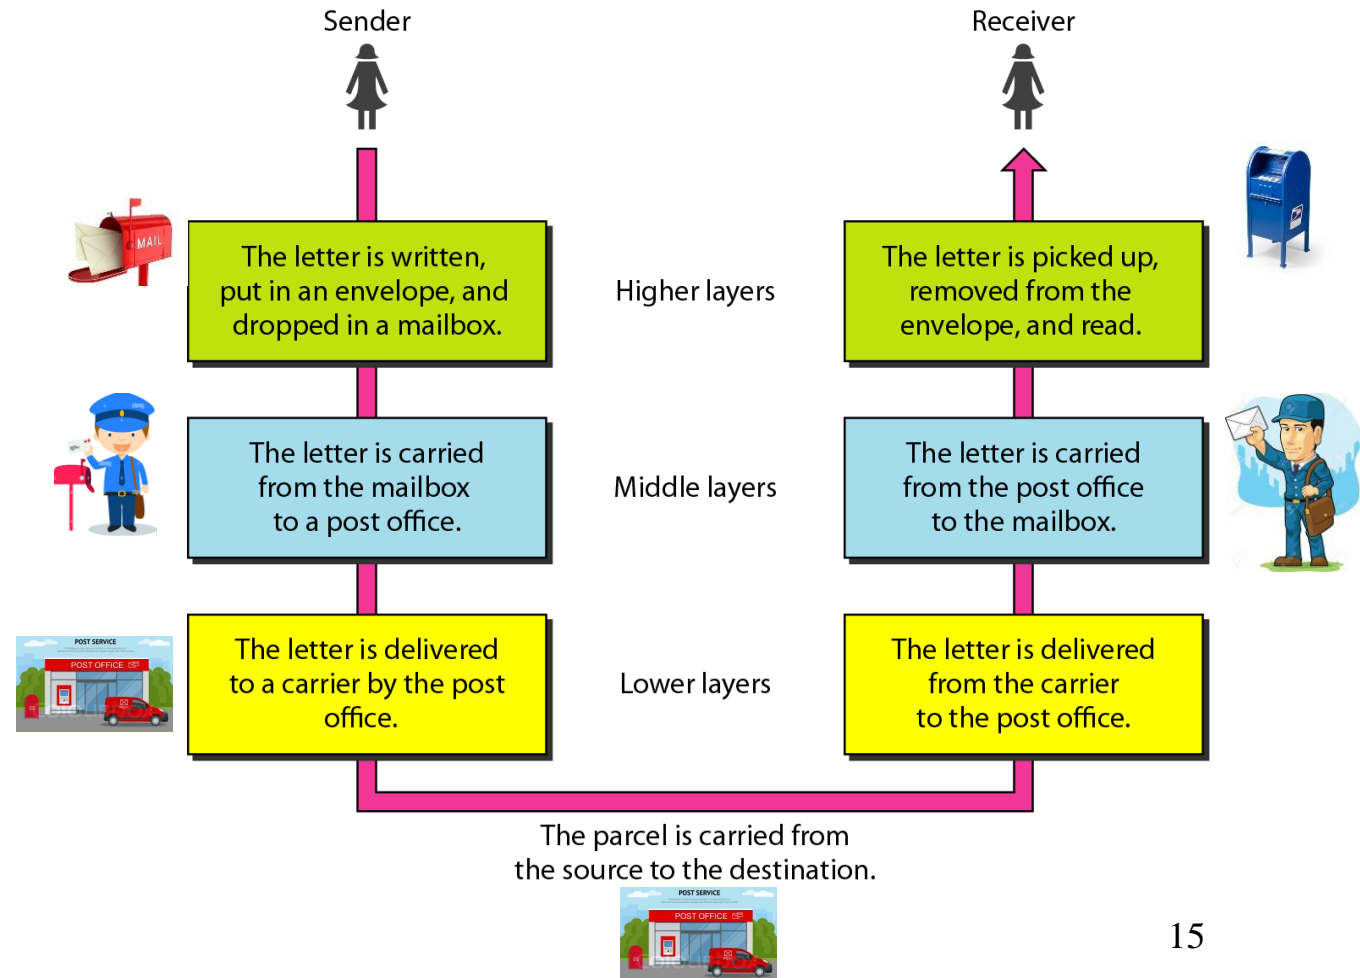 Sender
Receiver
MAIL
The letter is written,
put in an envelope, and
dropped in a mailbox.
Higher layers
The letter is picked up,
removed from the
envelope, and read.
The letter is carried
from the mailbox
to a post office.
Middle layers
The letter is carried
from the post office
to the mailbox.
POST SERVICE
POST OFFICE
The letter is delivered
to a carrier by the post
office.
Lower layers
The letter is delivered
from the carrier
to the post office.
The parcel is carried from
the source to the destination.
POST SERVICE
POST OFFICE
15